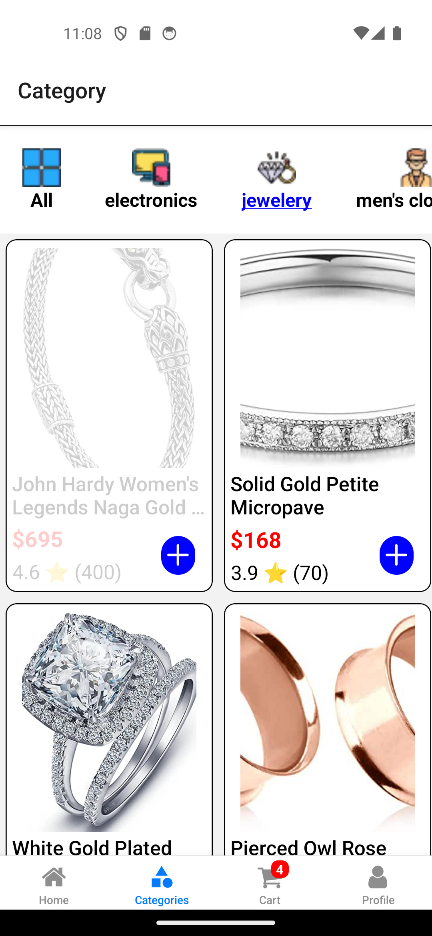 11:08
Category
All
electronics
jewelery
men's clo
John Hardy Women's
Legends Naga Gold ...
$695
4.6 ⭐ (400)
Solid Gold Petite
Micropave
$168
3.9 ⭐ (70)
White Gold Plated
Pierced Owl Rose
Home
Categories
4
Cart
Profile